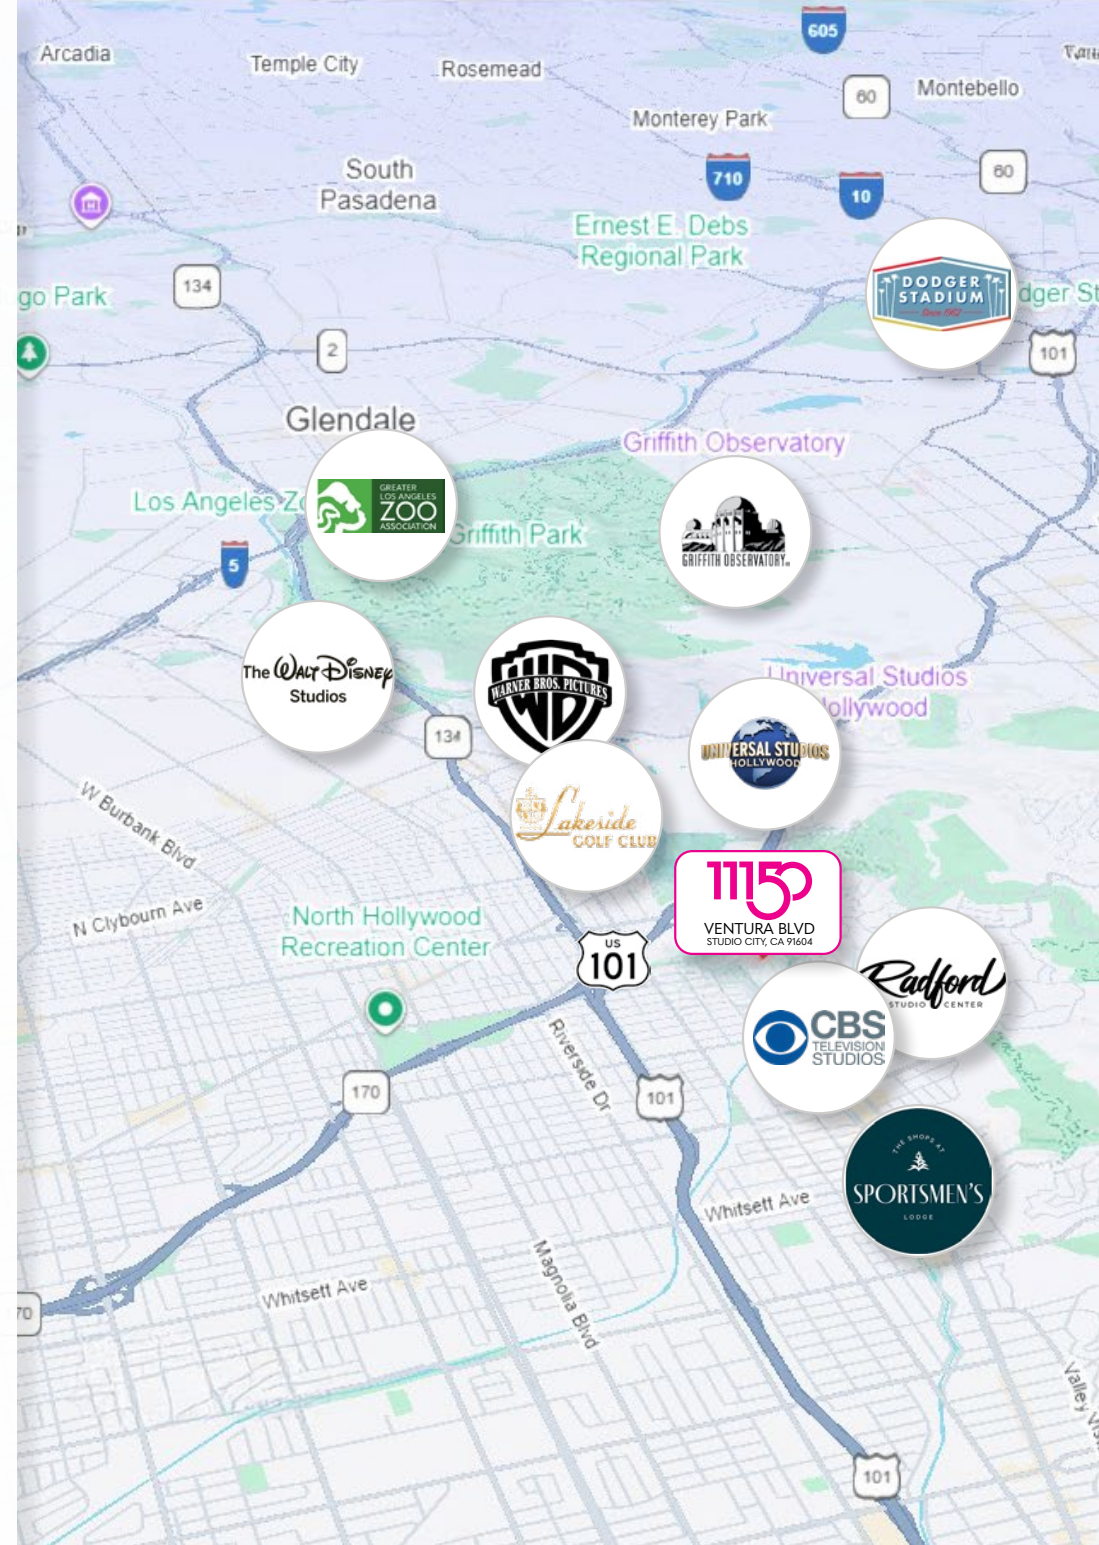 605
Arcadia
Temple City
Rosemead
60
Montebello
Monterey Park
South
Pasadena
710
10
60
Ernest E. Debs
Regional Park
134
go Park
DODGER
STADIUM
Since 1962
dger St
2
101
Glendale
Griffith Observatory
Los Angeles Zo
GREATER
LOS ANGELES
ZOO
ASSOCIATION
Griffith Park
GRIFFITH OBSERVATORY
5
The WALT DISNEY
Studios
WARNER BROS. PICTURES
WB
Universal Studios
Hollywood
134
UNIVERSAL STUDIOS
HOLLYWOOD
W Burbank Blvd
Lakeside
GOLF CLUB
11150
VENTURA BLVD
STUDIO CITY, CA 91604
N Clybourn Ave
North Hollywood
Recreation Center
US
101
Radford
STUDIO CENTER
CBS
TELEVISION
STUDIOS
Riverside Dr
170
101
THE SHOPS AT
SPORTSMEN'S
LODGE
Whitsett Ave
Magnolia Blvd
Whitsett Ave
70
Valley Vis
101